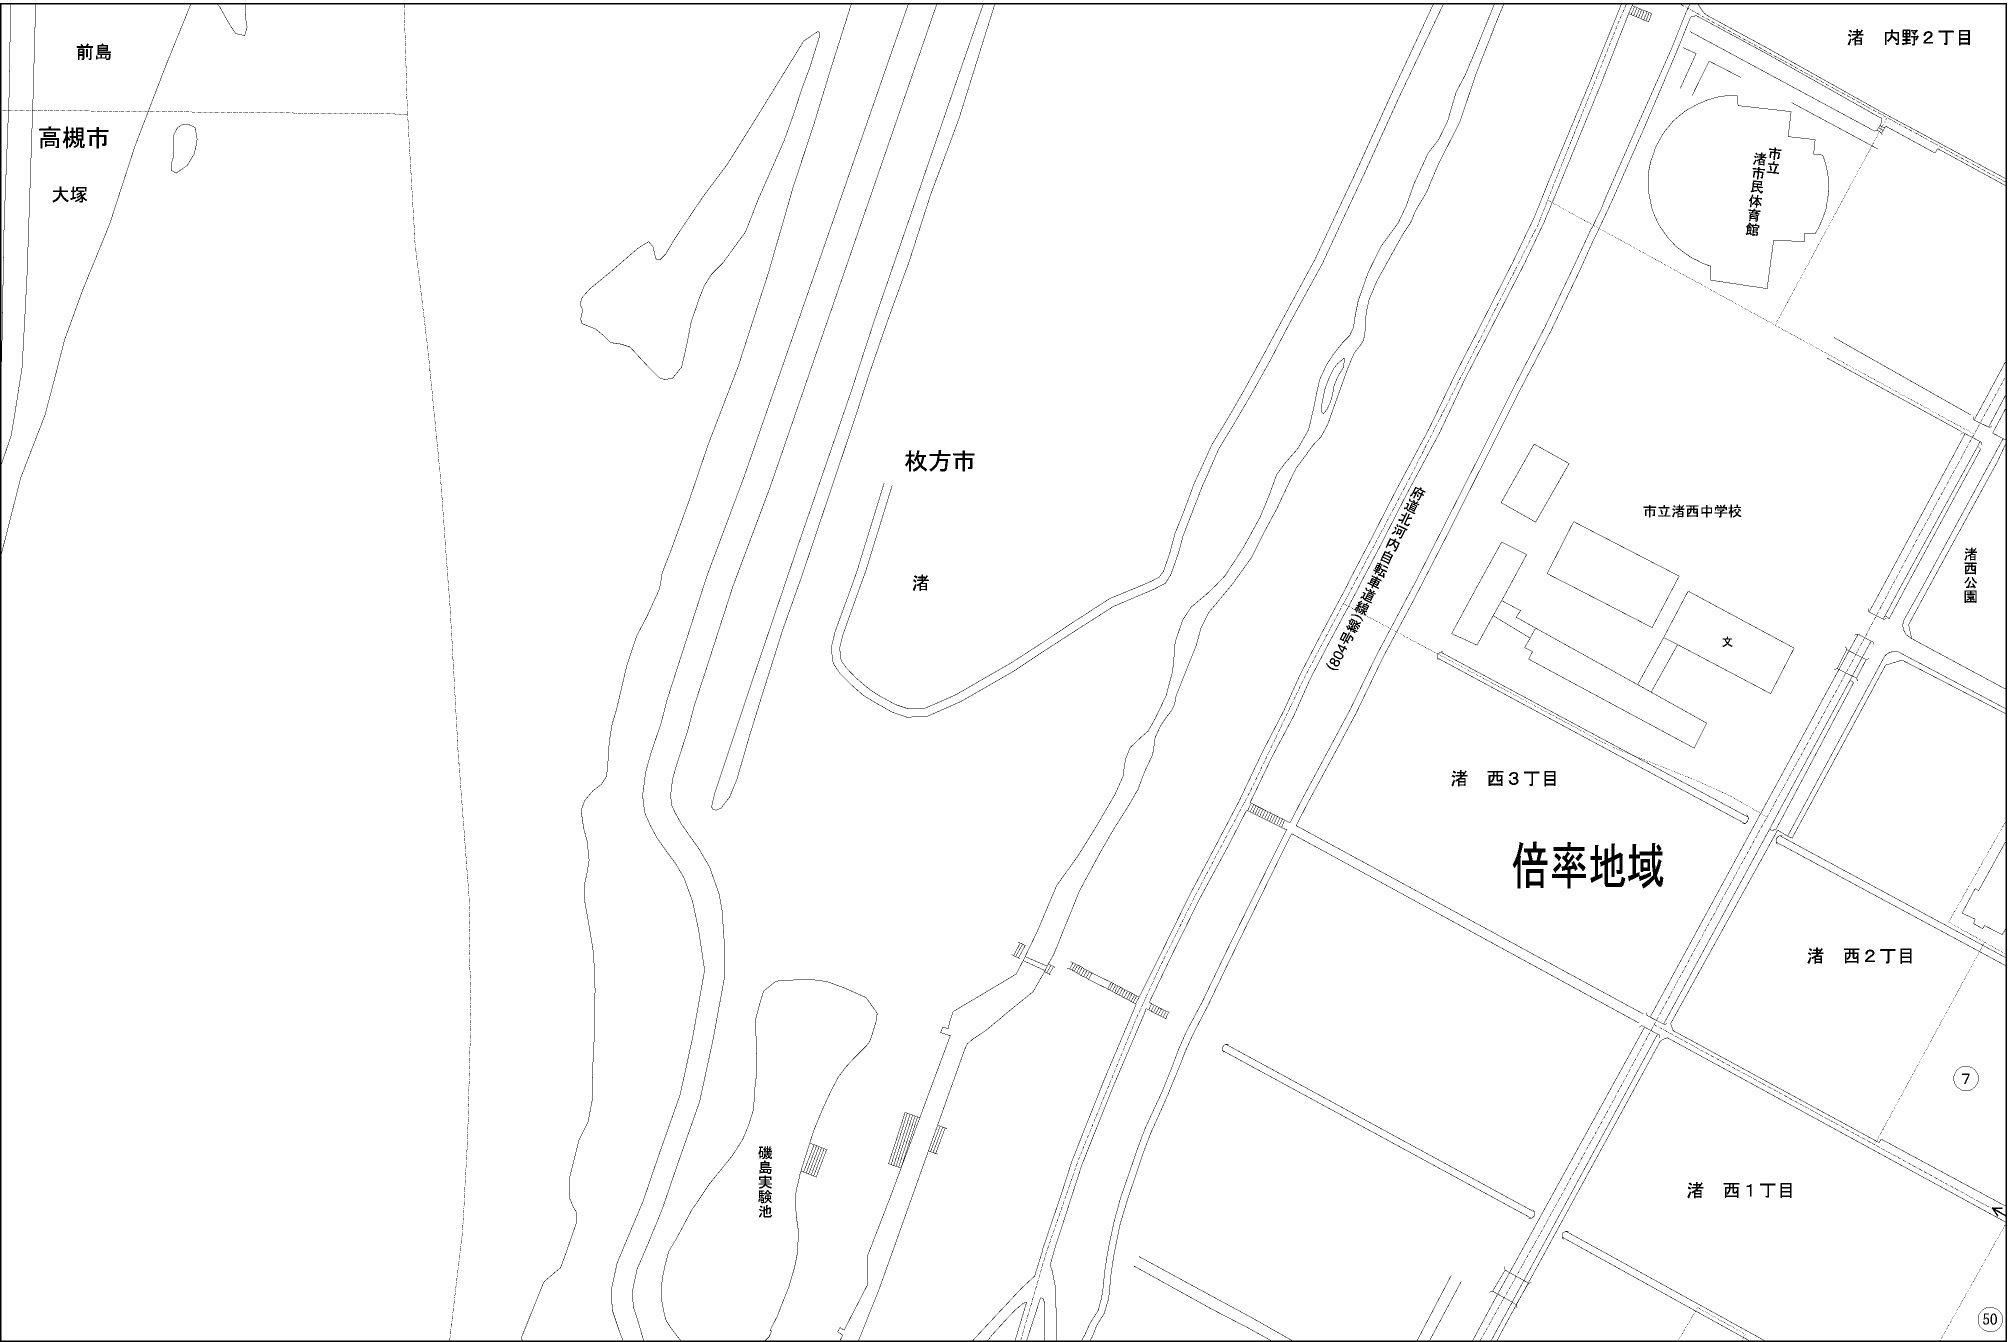 前島
渚　内野２丁目
高槻市
大塚
市立
渚市民体育館
枚方市
府道北河内自転車道線
(804号線)
市立渚西中学校
渚西公園
渚
文
渚　西３丁目
倍率地域
渚　西２丁目
7
磯島実験池
渚　西１丁目
50